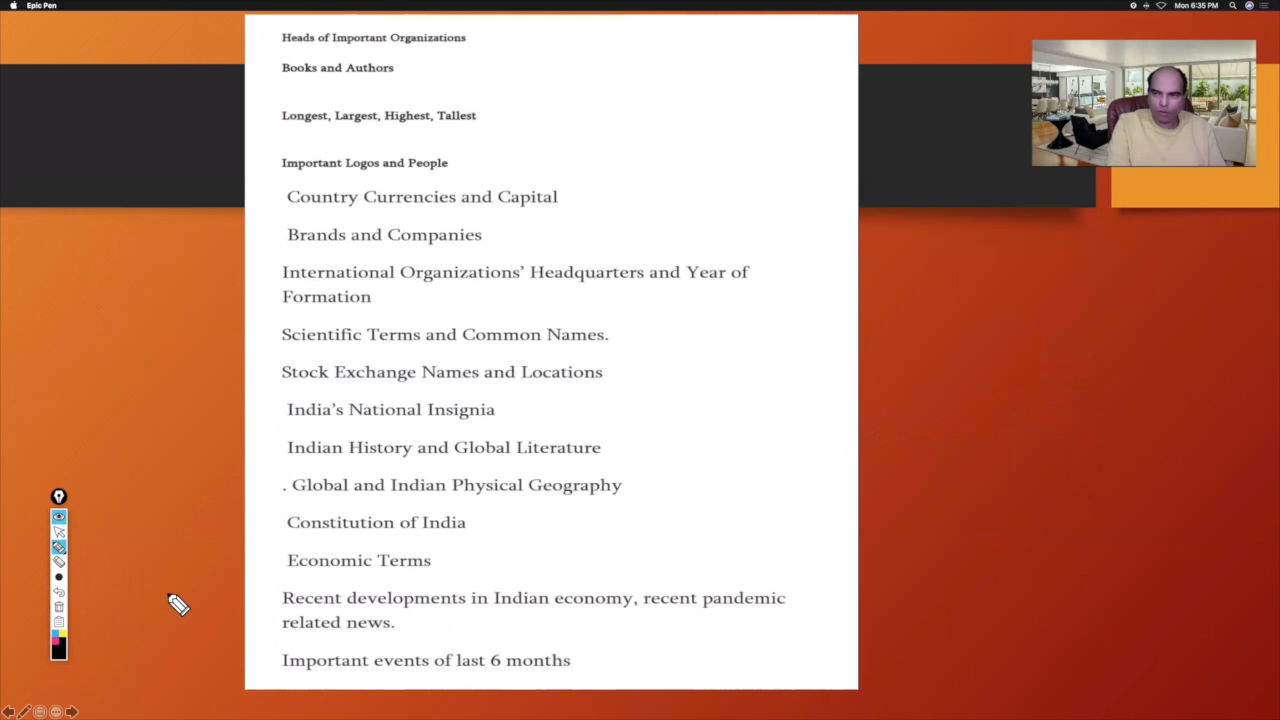 Epic Pen
Mon 6:35 PM
Heads of Important Organizations
Books and Authors
Longest, Largest, Highest, Tallest
Important Logos and People
Country Currencies and Capital
Brands and Companies
International Organizations’ Headquarters and Year of
Formation
Scientific Terms and Common Names.
Stock Exchange Names and Locations
India’s National Insignia
Indian History and Global Literature
. Global and Indian Physical Geography
Constitution of India
Economic Terms
Recent developments in Indian economy, recent pandemic
related news.
Important events of last 6 months